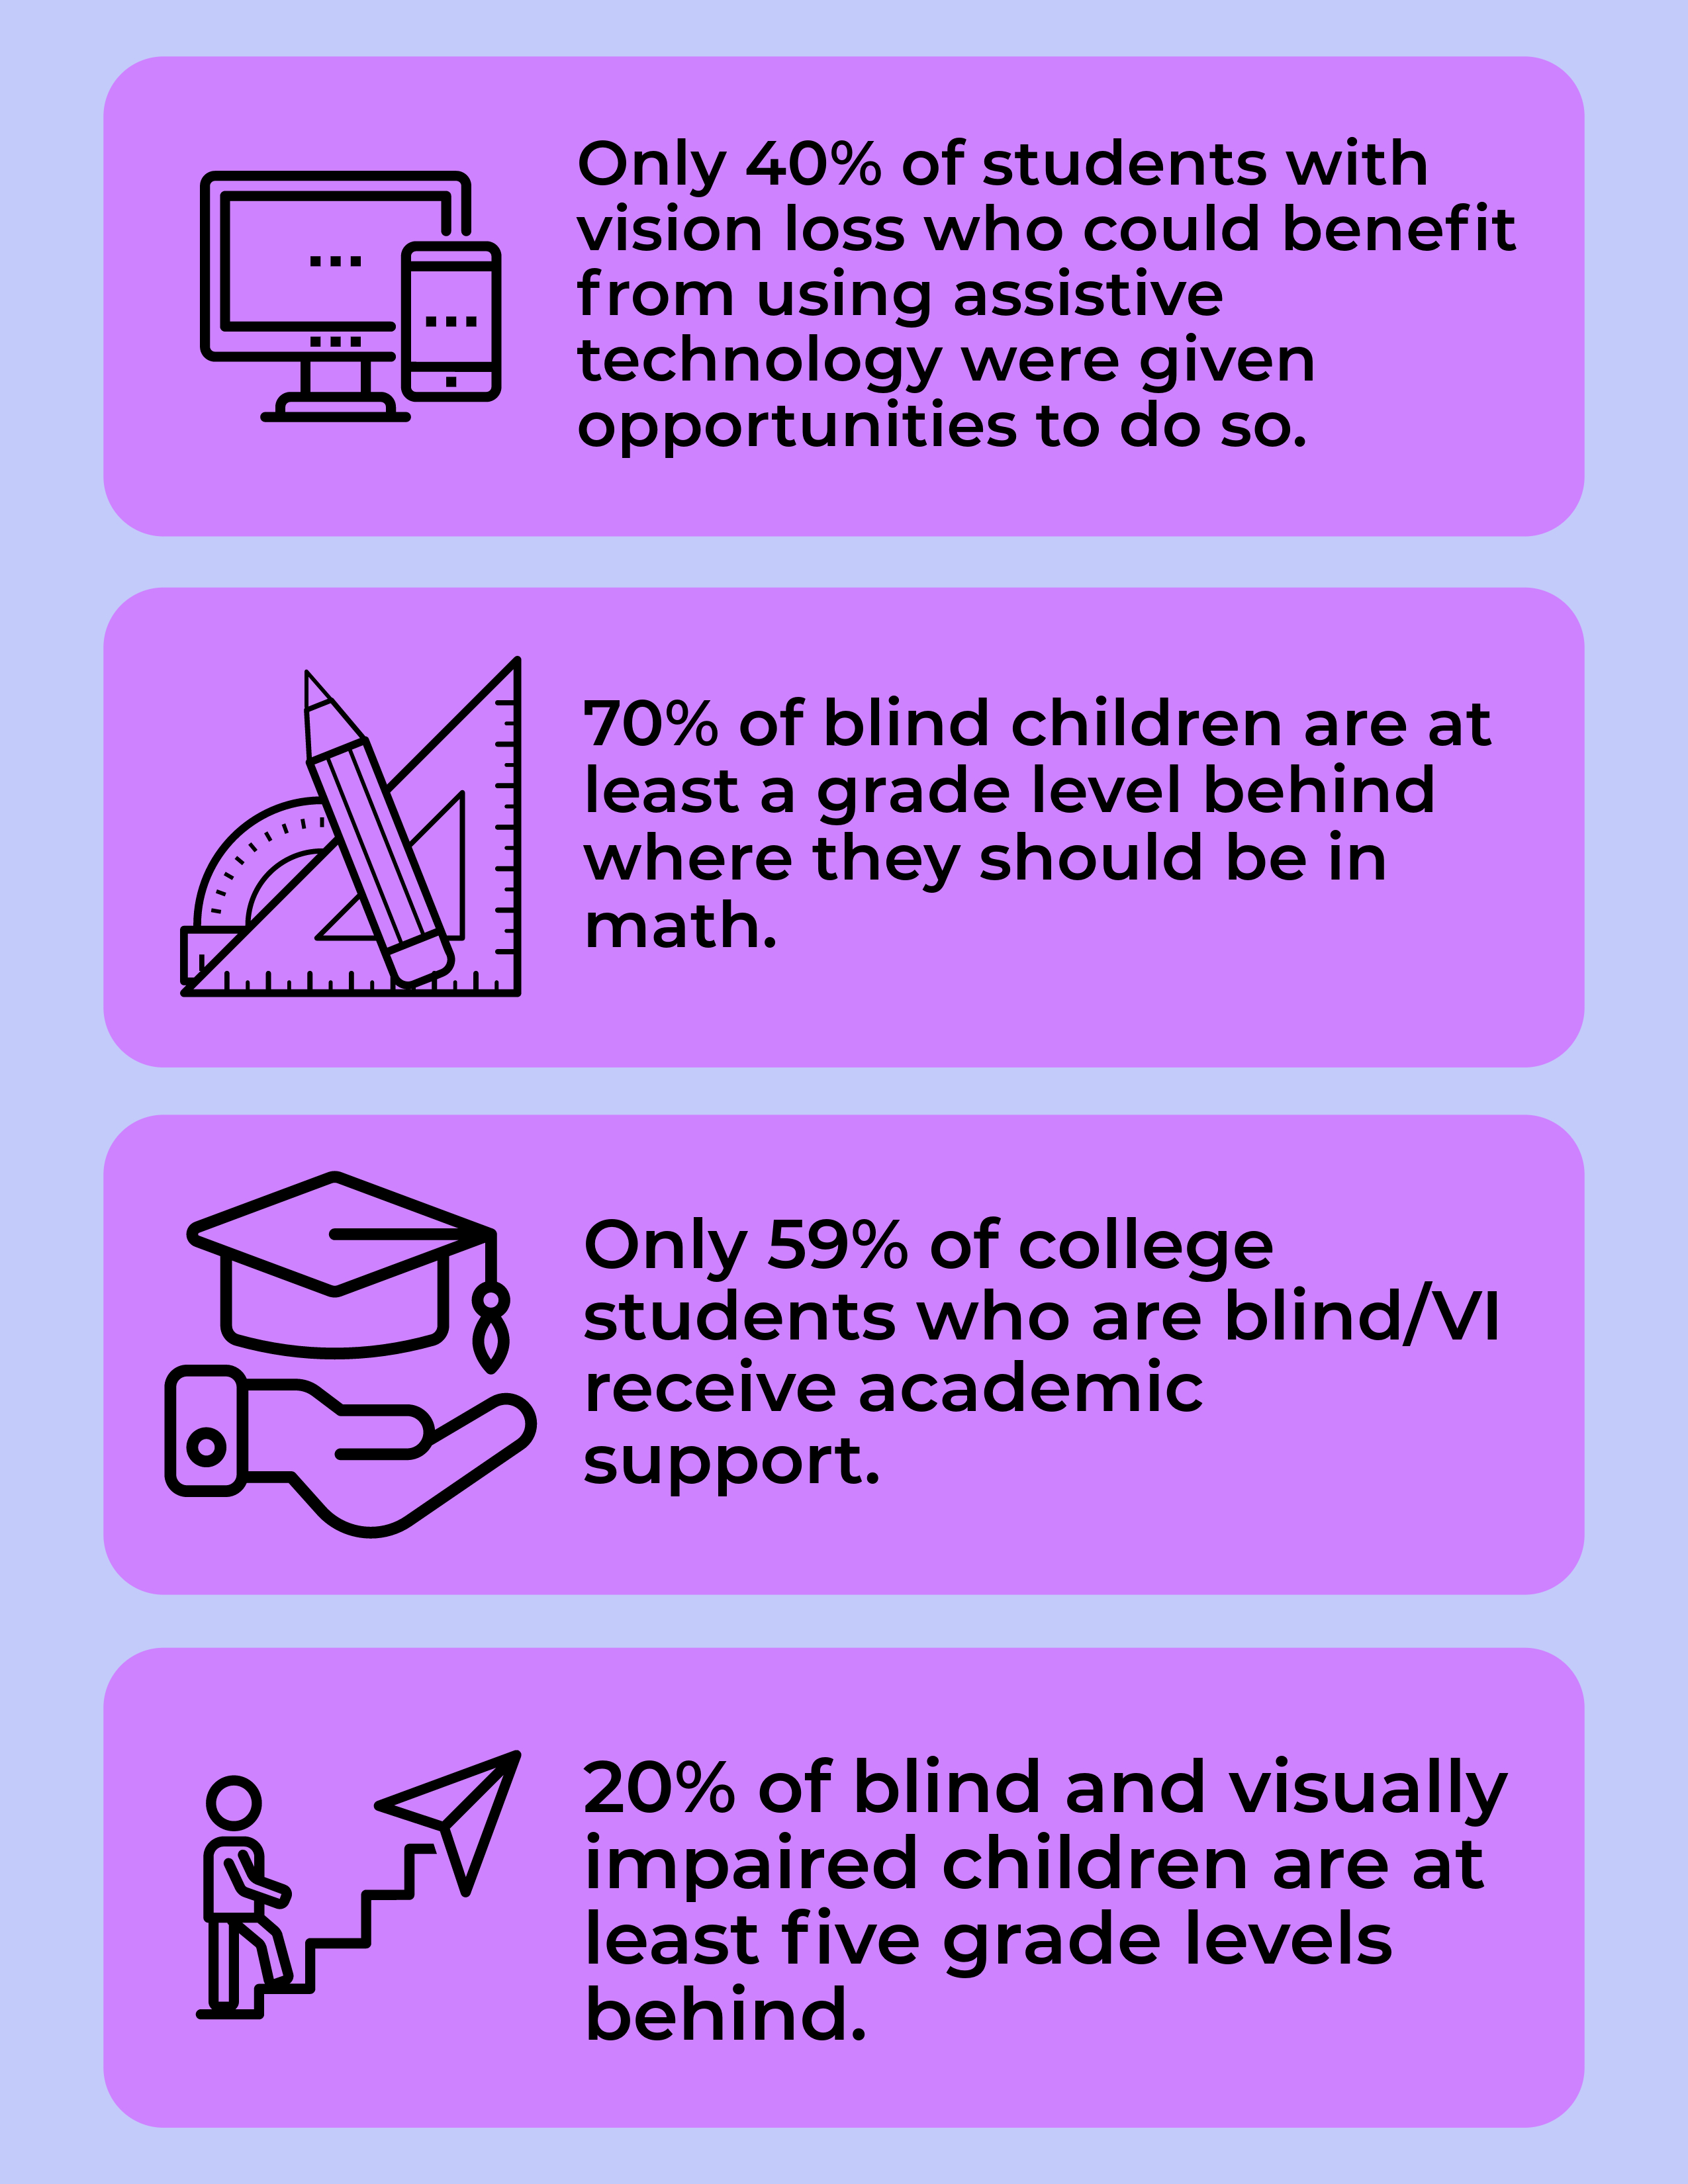 Only 40% of students with
vision loss who could benefit
from using assistive
technology were given
opportunities to do so.
70% of blind children are at
least a grade level behind
where they should be in
math.
Only 59% of college
students who are blind/VI
receive academic
support.
20% of blind and visually
impaired children are at
least five grade levels
behind.